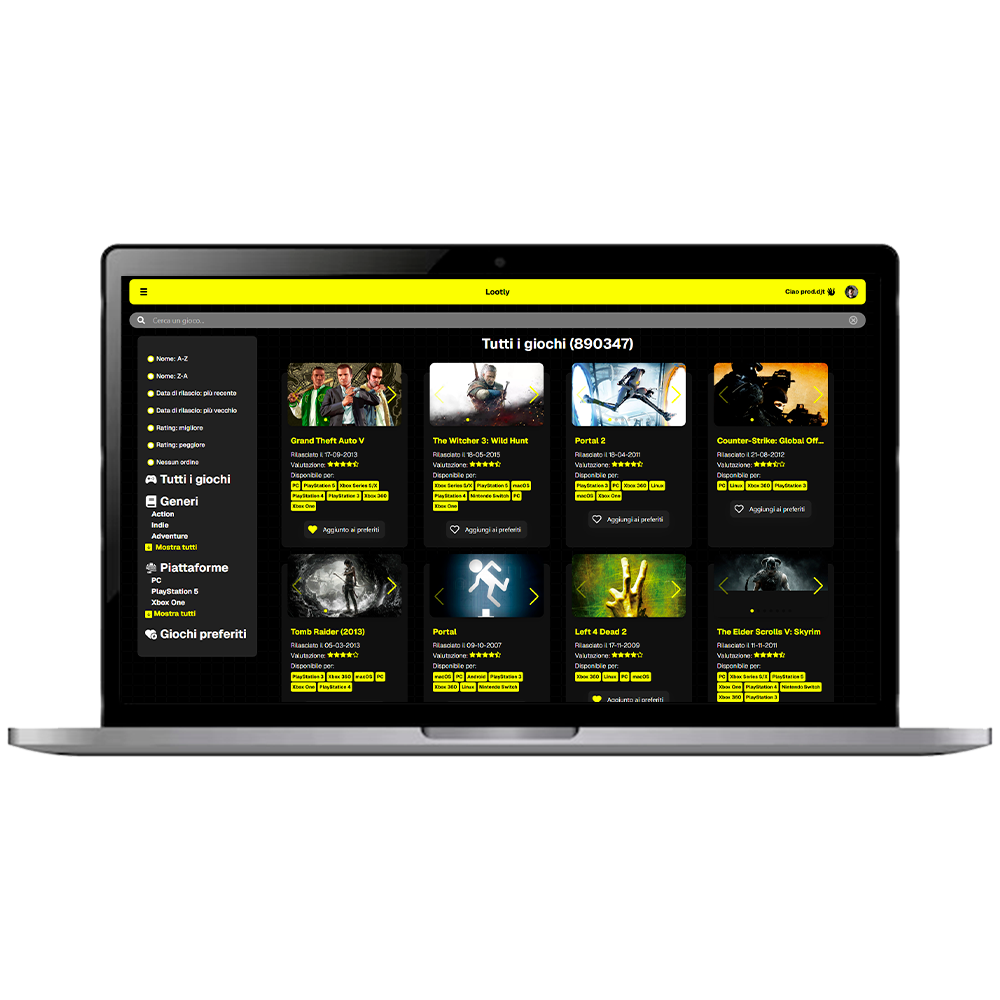 Lootly
Ciao prod.djt
Cerca un gioco...
Tutti i giochi (890347)
Nome: A-Z
Nome: Z-A
Data di rilascio: più recente
Data di rilascio: più vecchio
Rating: migliore
Rating: peggiore
Nessun ordine
Tutti i giochi
Generi
Action
Indie
Adventure
Mostra tutti
Piattaforme
PC
PlayStation 5
Xbox One
Mostra tutti
Giochi preferiti
Grand Theft Auto V
Rilasciato il 17-09-2013
Valutazione:
Disponibile per:
PC PlayStation 5 Xbox Series S/X
PlayStation 4 PlayStation 3 Xbox 360
Xbox One
Aggiunto ai preferiti
The Witcher 3: Wild Hunt
Rilasciato il 18-05-2015
Valutazione:
Disponibile per:
Xbox Series S/X PlayStation 5 macOS
PlayStation 4 Nintendo Switch PC
Xbox One
Aggiungi ai preferiti
Portal 2
Rilasciato il 18-04-2011
Valutazione:
Disponibile per:
PlayStation 3 PC Xbox 360 Linux
macOS Xbox One
Aggiungi ai preferiti
Counter-Strike: Global Off...
Rilasciato il 21-08-2012
Valutazione:
Disponibile per:
PC Linux Xbox 360 PlayStation 3
Aggiungi ai preferiti
Tomb Raider (2013)
Rilasciato il 05-03-2013
Valutazione:
Disponibile per:
PlayStation 3 Xbox 360 macOS PC
Xbox One PlayStation 4
Portal
Rilasciato il 09-10-2007
Valutazione:
Disponibile per:
macOS PC Android PlayStation 3
Xbox 360 Linux Nintendo Switch
Left 4 Dead 2
Rilasciato il 17-11-2009
Valutazione:
Disponibile per:
Xbox 360 Linux PC macOS
Aggiunto ai preferiti
The Elder Scrolls V: Skyrim
Rilasciato il 11-11-2011
Valutazione:
Disponibile per:
PC Xbox Series S/X PlayStation 5
Xbox One PlayStation 4 Nintendo Switch
Xbox 360 PlayStation 3